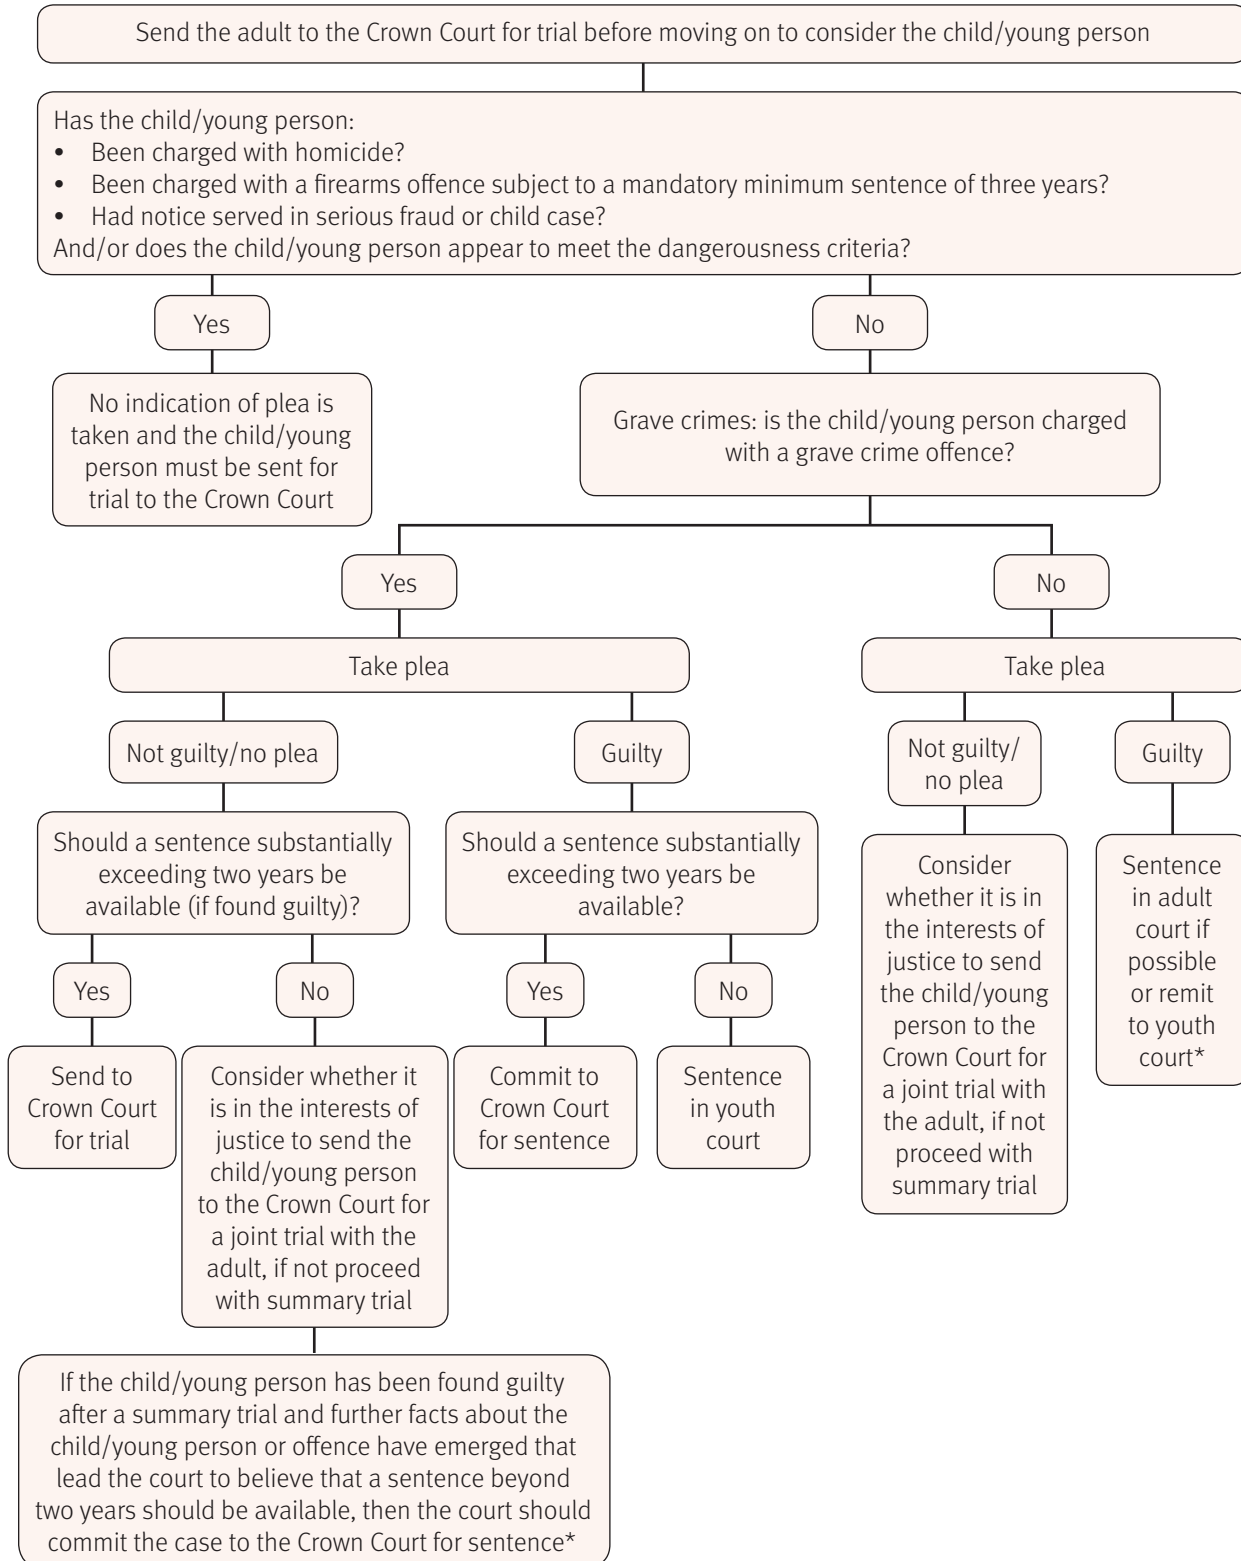 Send the adult to the Crown Court for trial before moving on to consider the child/young person
Has the child/young person:
• Been charged with homicide?
• Been charged with a firearms offence subject to a mandatory minimum sentence of three years?
• Had notice served in serious fraud or child case?
And/or does the child/young person appear to meet the dangerousness criteria?
Yes
No
No indication of plea is
taken and the child/young
person must be sent for
trial to the Crown Court
Grave crimes: is the child/young person charged
with a grave crime offence?
Yes
No
Take plea
Take plea
Not guilty/no plea
Guilty
Not guilty/
no plea
Guilty
Should a sentence substantially
exceeding two years be
available (if found guilty)?
Should a sentence substantially
exceeding two years be
available?
Consider
whether it is in
the interests of
justice to send
the child/young
person to the
Crown Court for
a joint trial with
the adult, if not
proceed with
summary trial
Sentence
in adult
court if
possible
or remit
to youth
court*
Yes
No
Yes
No
Send to
Crown Court
for trial
Consider whether it
is in the interests of
justice to send the
child/young person
to the Crown Court for
a joint trial with the
adult, if not proceed
with summary trial
Commit to
Crown Court
for sentence
Sentence
in youth
court
If the child/young person has been found guilty
after a summary trial and further facts about the
child/young person or offence have emerged that
lead the court to believe that a sentence beyond
two years should be available, then the court should
commit the case to the Crown Court for sentence*